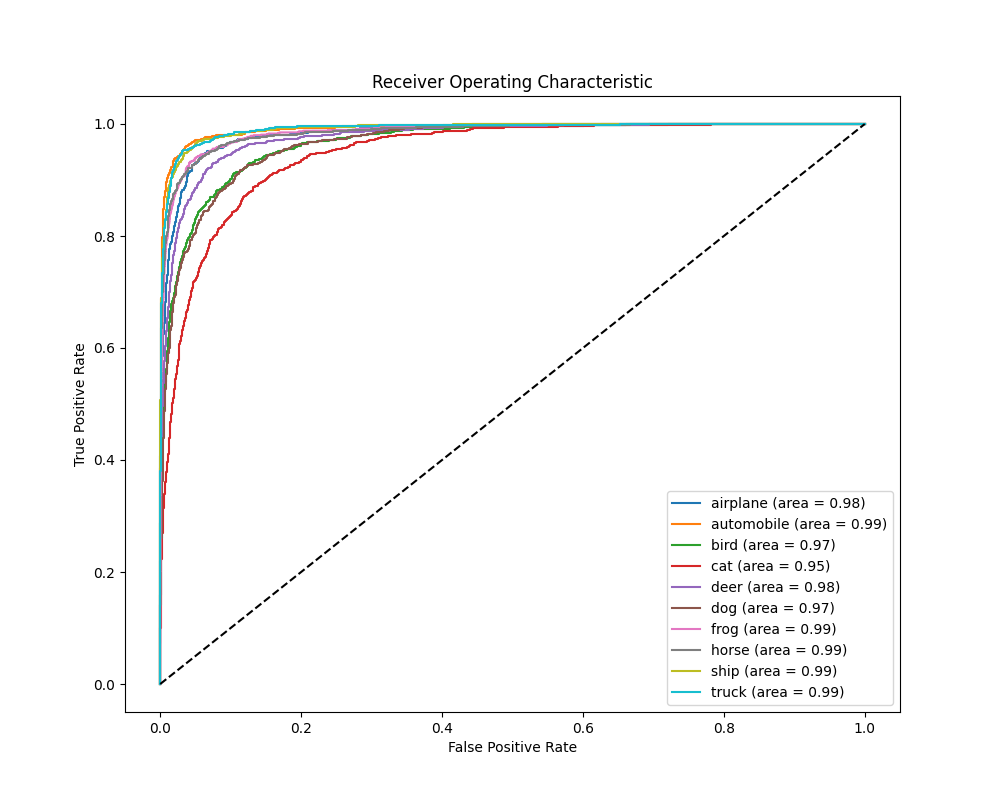 Receiver Operating Characteristic
1.0
0.8
0.6
0.4
0.2
0.0
True Positive Rate
airplane (area = 0.98)
automobile (area = 0.99)
bird (area = 0.97)
cat (area = 0.95)
deer (area = 0.98)
dog (area = 0.97)
frog (area = 0.99)
horse (area = 0.99)
ship (area = 0.99)
truck (area = 0.99)
0.0 0.2 0.4 0.6 0.8 1.0
False Positive Rate